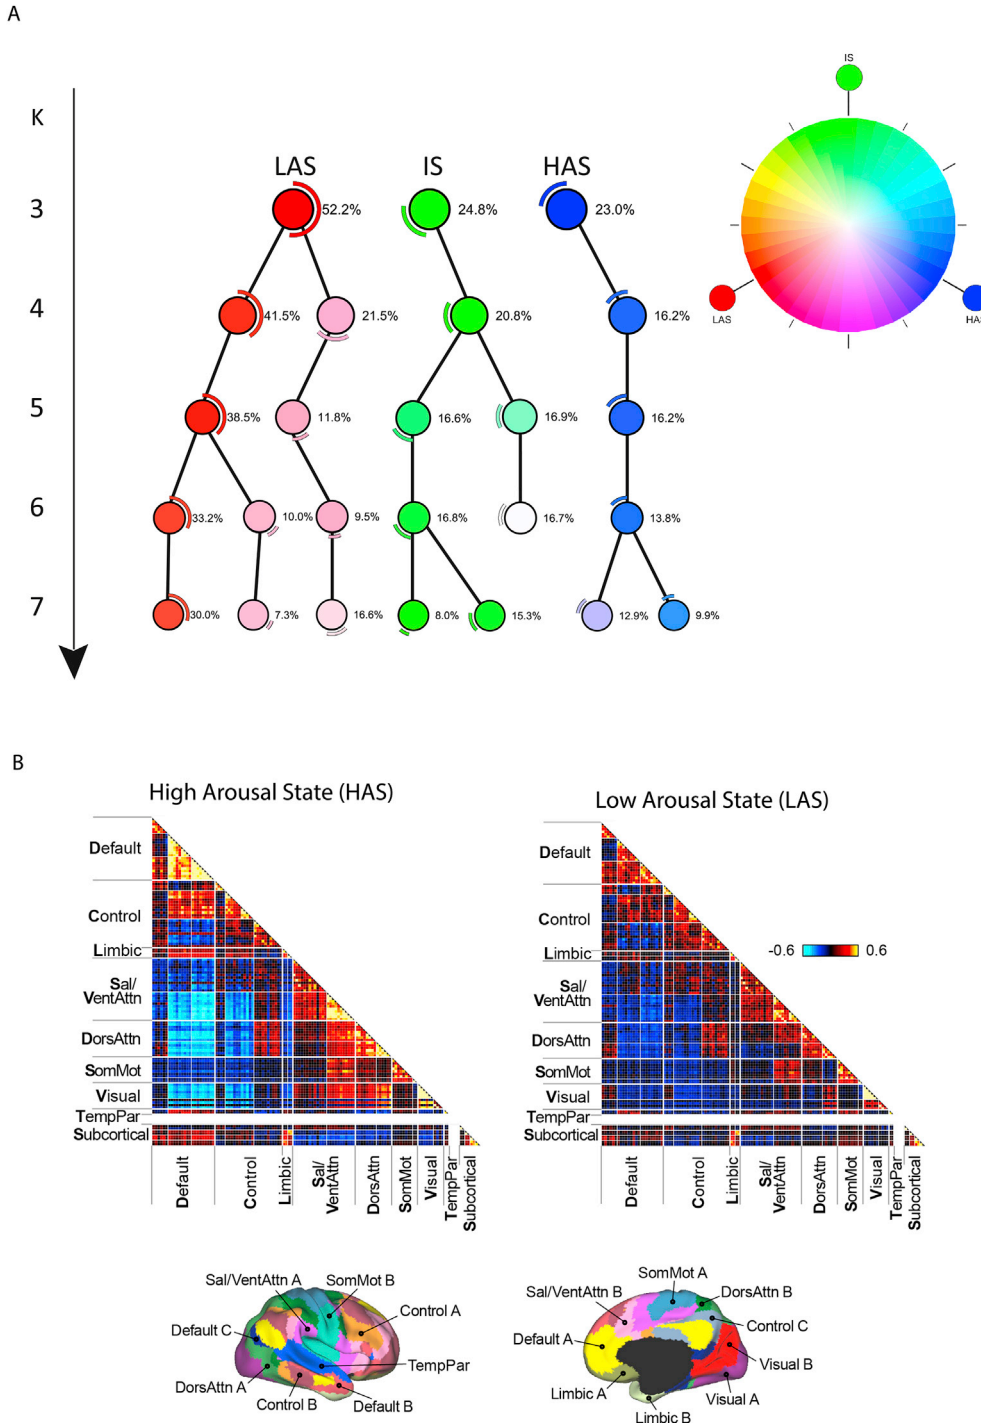 A
IS
K
LAS IS HAS
3 52.2% 24.8% 23.0%
LAS HAS
4 41.5% 21.5% 20.8% 16.2%
5 38.5% 11.8% 16.6% 16.9% 16.2%
6 33.2% 10.0% 9.5% 16.8% 16.7% 13.8%
7 30.0% 7.3% 16.6% 8.0% 15.3% 12.9% 9.9%
B
High Arousal State (HAS)
Default
Control
Limbic
Sal/
VentAttn
DorsAttn
SomMot
Visual
TempPar
Subcortical
Default
Control
Limbic
Sal/
VentAttn
DorsAttn
SomMot
Visual
TempPar
Subcortical
Low Arousal State (LAS)
Default
Control
Limbic
Sal/
VentAttn
DorsAttn
SomMot
Visual
TempPar
Subcortical
-0.6 0.6
Default
Control
Limbic
Sal/
VentAttn
DorsAttn
SomMot
Visual
TempPar
Subcortical
Sal/VentAttn A
SomMot B
Control A
Default C
TempPar
DorsAttn A
Control B
Default B
SomMot A
Sal/VentAttn B
DorsAttn B
Control C
Default A
Visual B
Limbic A
Visual A
Limbic B